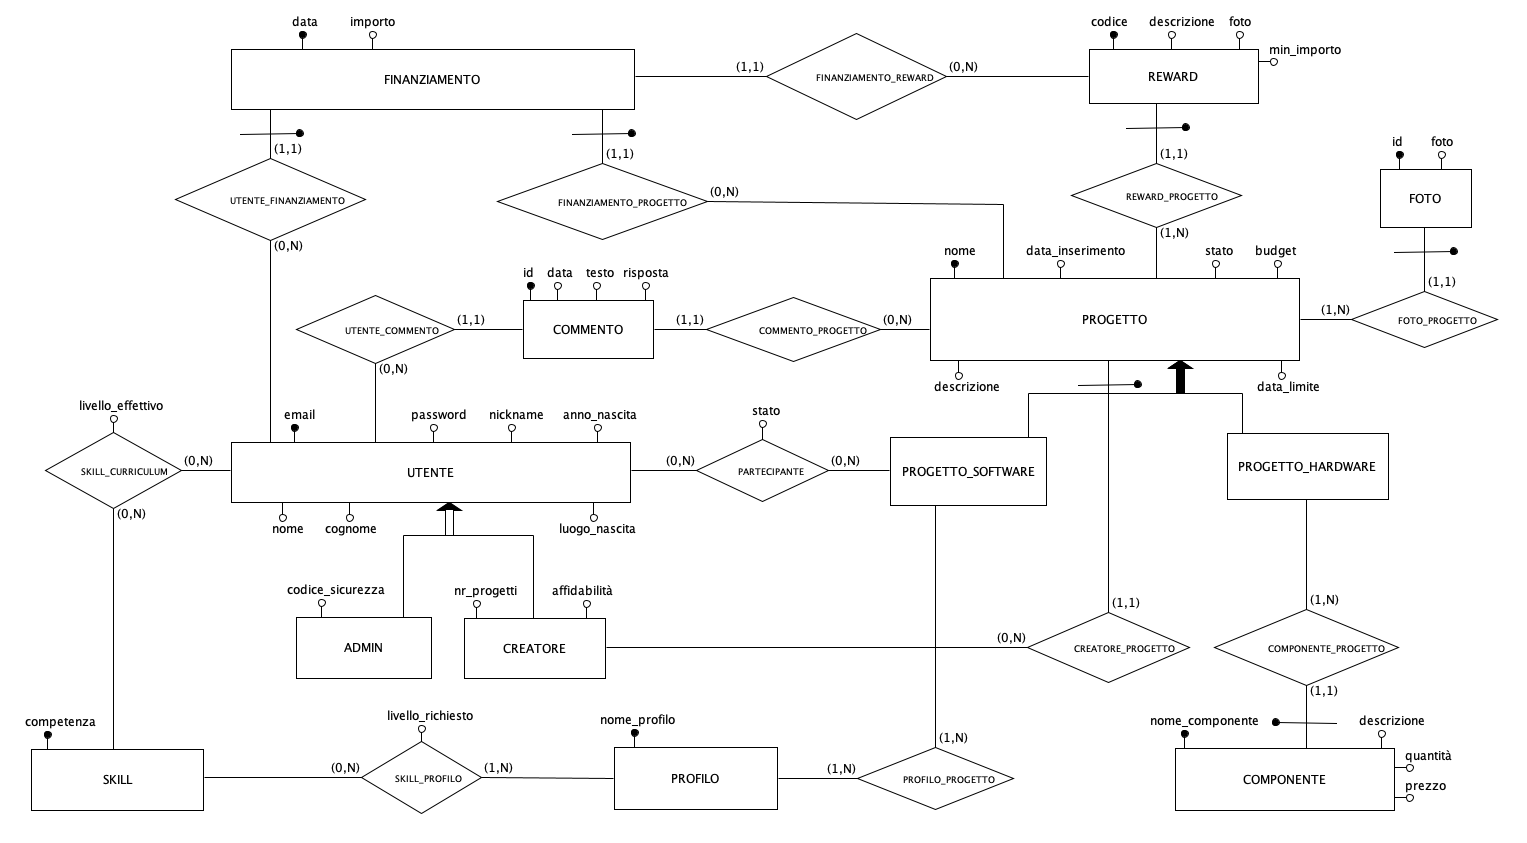 data importo
FINANZIAMENTO
(1,1)
FINANZIAMENTO_REWARD
(0,N)
codice descrizione foto
min_importo
REWARD
(1,1)
UTENTE_FINANZIAMENTO
(0,N)
(1,1)
FINANZIAMENTO_PROGETTO
(0,N)
(1,1)
REWARD_PROGETTO
(1,N)
id foto
FOTO
(1,1)
FOTO_PROGETTO
(1,N)
nome data_inserimento stato budget
PROGETTO
descrizione data_limite
id data testo risposta
COMMENTO
(1,1)
UTENTE_COMMENTO
(0,N)
(1,1)
COMMENTO_PROGETTO
(0,N)
livello_effettivo
SKILL_CURRICULUM
(0,N)
(0,N)
email password nickname anno_nascita
UTENTE
nome cognome luogo_nascita
stato
(0,N)
PARTECIPANTE
(0,N)
PROGETTO_SOFTWARE
PROGETTO_HARDWARE
codice_sicurezza
ADMIN
nr_progetti affidabilità
CREATORE
(0,N)
(1,1)
CREATORE_PROGETTO
(1,N)
COMPONENTE_PROGETTO
(1,1)
competenza
SKILL
(0,N)
livello_richiesto
SKILL_PROFILO
(1,N)
nome_profilo
PROFILO
(1,N)
(1,N)
PROFILO_PROGETTO
nome_componente descrizione
quantità
prezzo
COMPONENTE